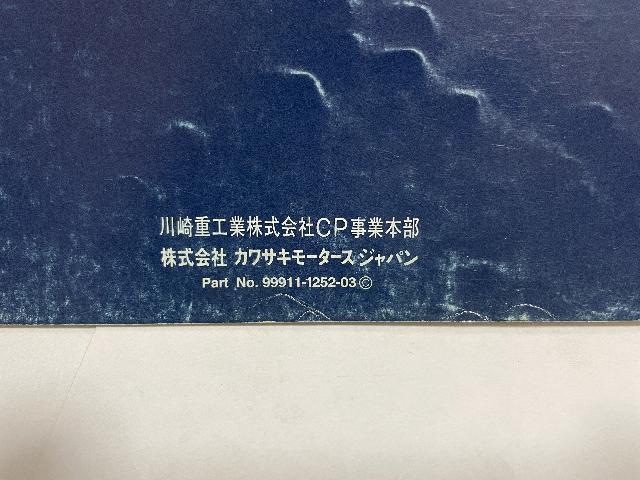 川崎重工業株式会社CP事業本部
株式会社 カワサキモータースジャパン
Part No. 99911-1252-03 ©